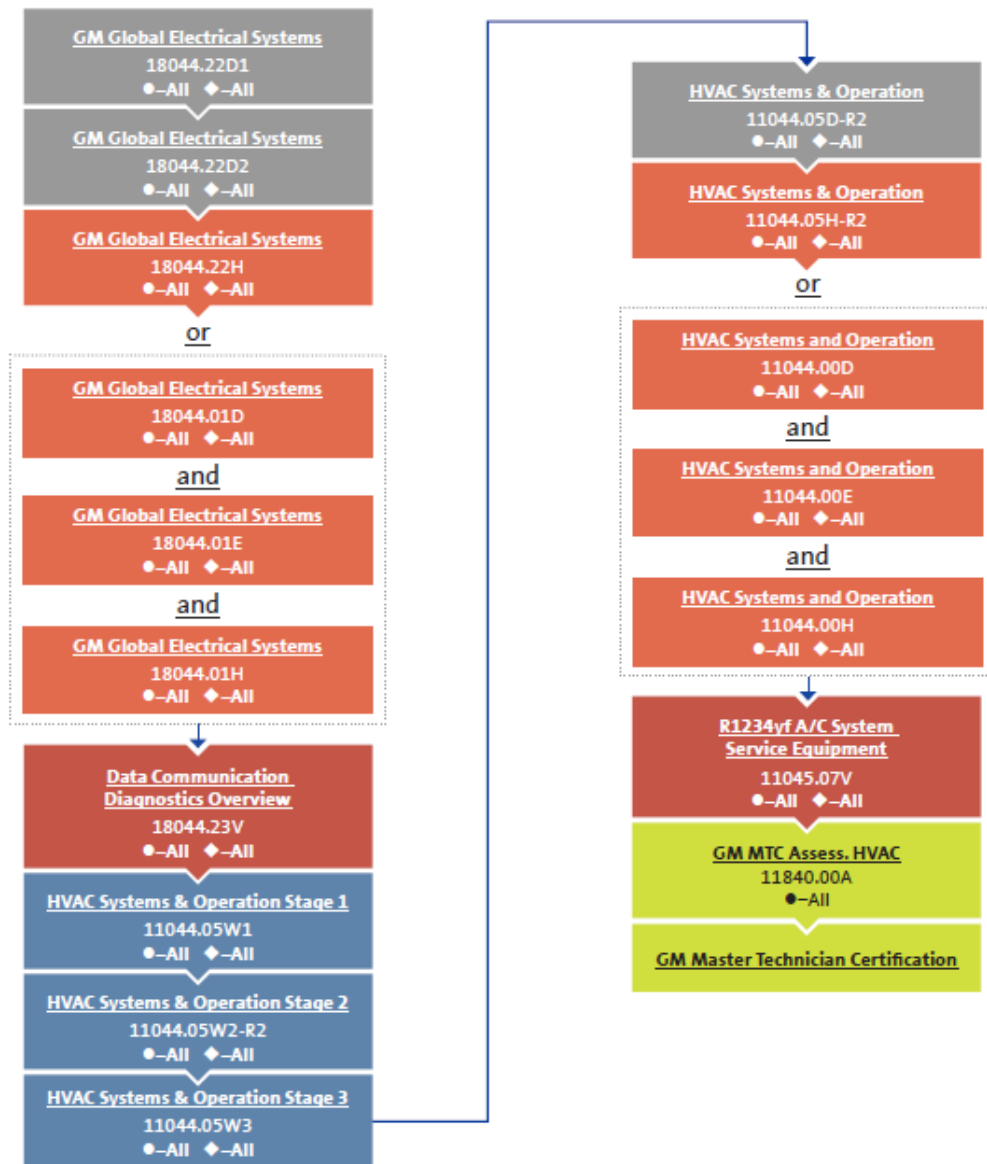 GM Global Electrical Systems
18044.22D1
●–All ◆–All
GM Global Electrical Systems
18044.22D2
●–All ◆–All
GM Global Electrical Systems
18044.22H
●–All ◆–All
or
GM Global Electrical Systems
18044.01D
●–All ◆–All
and
GM Global Electrical Systems
18044.01E
●–All ◆–All
and
GM Global Electrical Systems
18044.01H
●–All ◆–All
Data Communication
Diagnostics Overview
18044.23V
●–All ◆–All
HVAC Systems & Operation Stage 1
11044.05W1
●–All ◆–All
HVAC Systems & Operation Stage 2
11044.05W2-R2
●–All ◆–All
HVAC Systems & Operation Stage 3
11044.05W3
●–All ◆–All
HVAC Systems & Operation
11044.05D-R2
●–All ◆–All
HVAC Systems & Operation
11044.05H-R2
●–All ◆–All
or
HVAC Systems and Operation
11044.00D
●–All ◆–All
and
HVAC Systems and Operation
11044.00E
●–All ◆–All
and
HVAC Systems and Operation
11044.00H
●–All ◆–All
R1234yf A/C System
Service Equipment
11045.07V
●–All ◆–All
GM MTC Assess. HVAC
11840.00A
●–All
GM Master Technician Certification